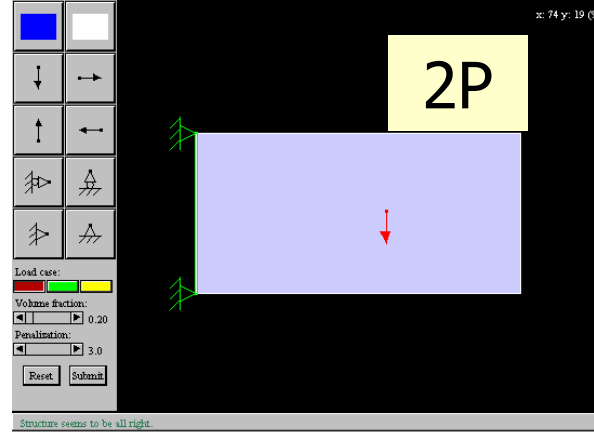 x: 74 y: 19 (%
2P
Load case:
Volume fraction:
0.20
Penalization:
3.0
Reset Submit
Structure seems to be all right.